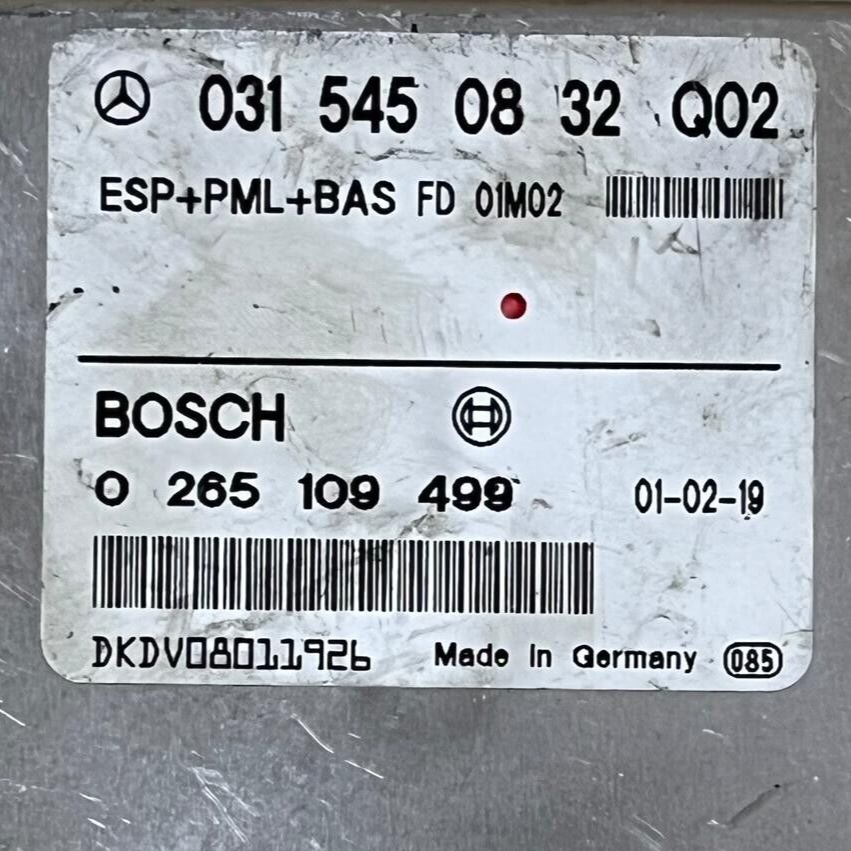 031 545 08 32 Q02
ESP+PML+BAS FD 01M02
BOSCH
0 265 109 499 01-02-19
DKDV08011926 Made in Germany 085